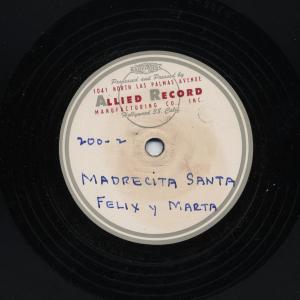 Processed and Pressed by
1041 NORTH LAS PALMAS AVENUE
ALLIED RECORD
MANUFACTURING CO., INC.
Hollywood 38, Calif.
200-2
MADRECITA SANTA
FELIX y MARTA